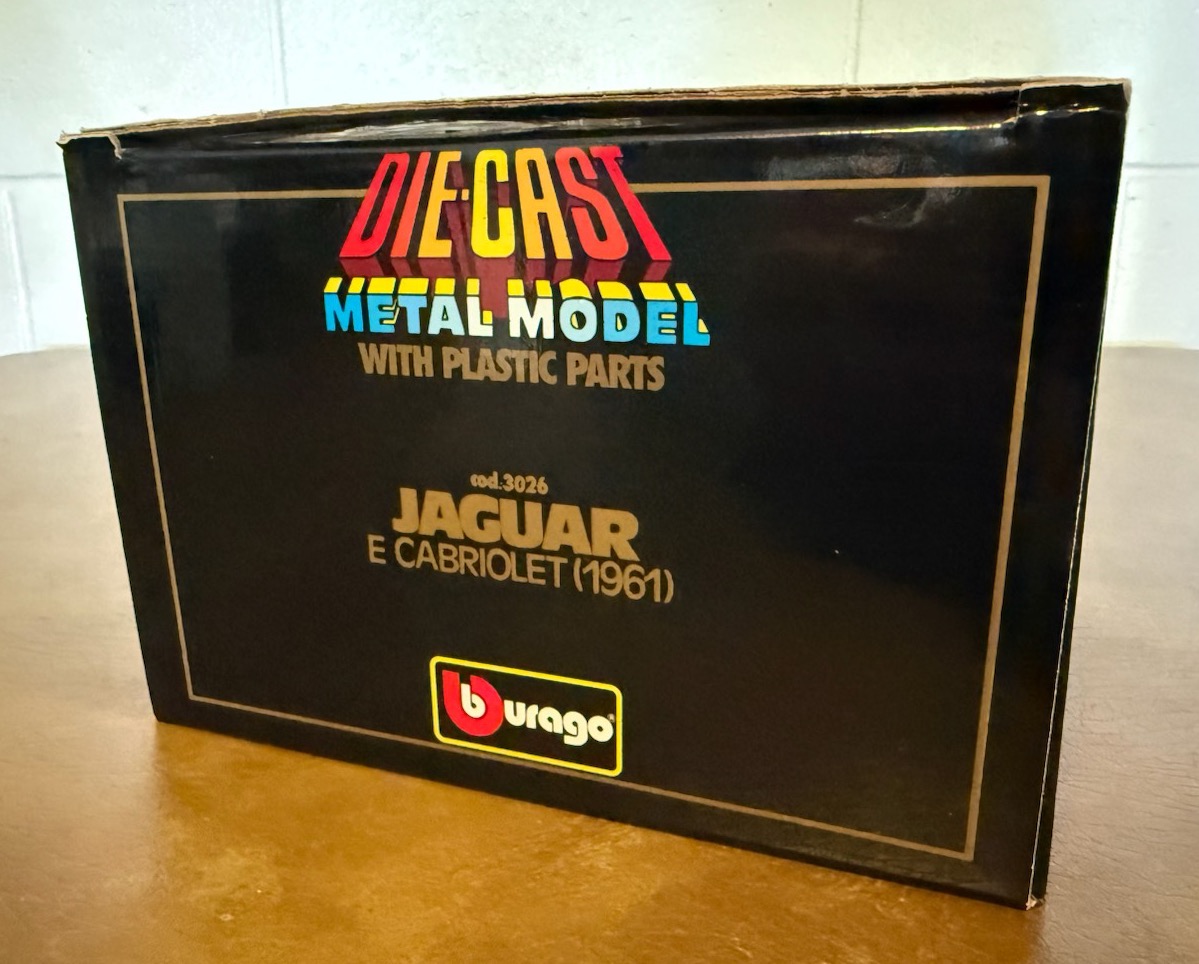 DIE·CAST
METAL MODEL
WITH PLASTIC PARTS
cod.3026
JAGUAR
E CABRIOLET (1961)
burago®